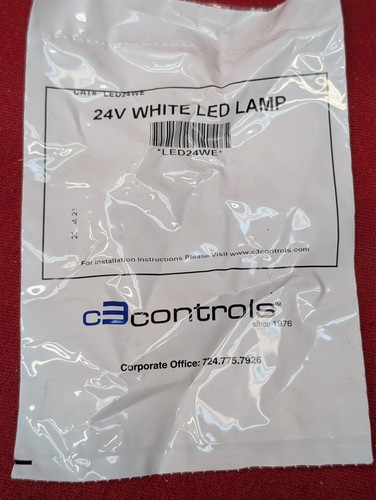 CAT# LED24WE
24V WHITE LED LAMP
*LED24WE*
For Installation Instructions Please Visit www.c3controls.com
c3controls™
since 1976
Corporate Office: 724.775.7926